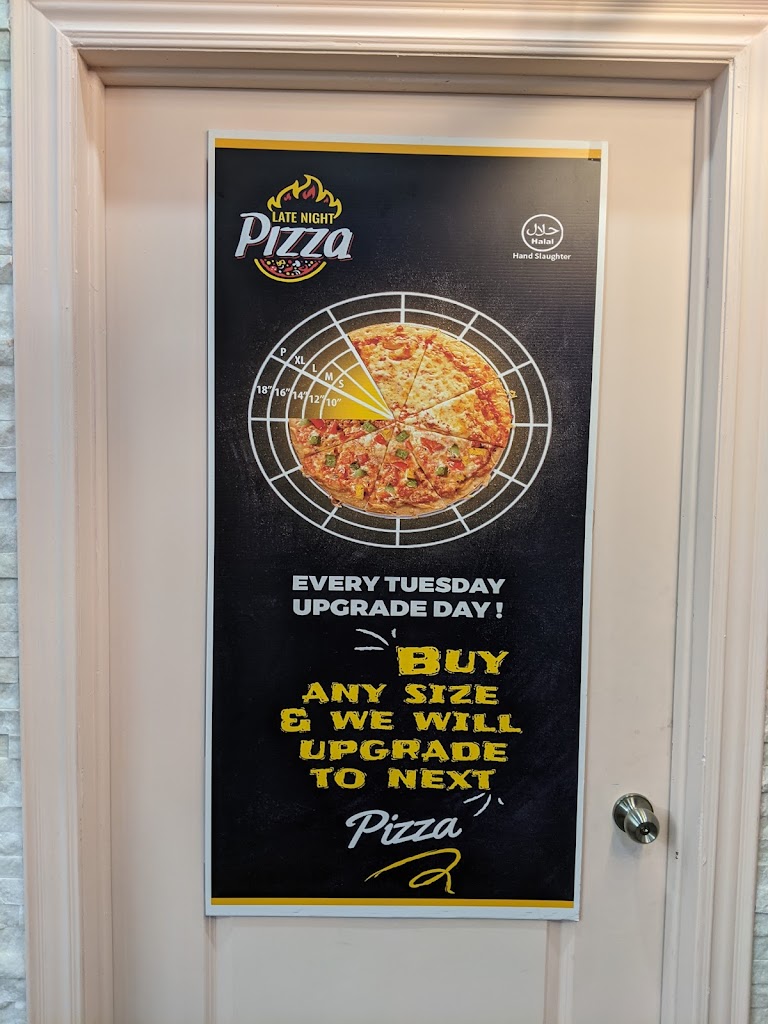 LATE NIGHT
Pizza
حلال
Halal
Hand Slaughter
P
XL
L
M
S
18" 16" 14" 12" 10"
EVERY TUESDAY
UPGRADE DAY !
BUY
ANY SIZE
& WE WILL
UPGRADE
TO NEXT
Pizza